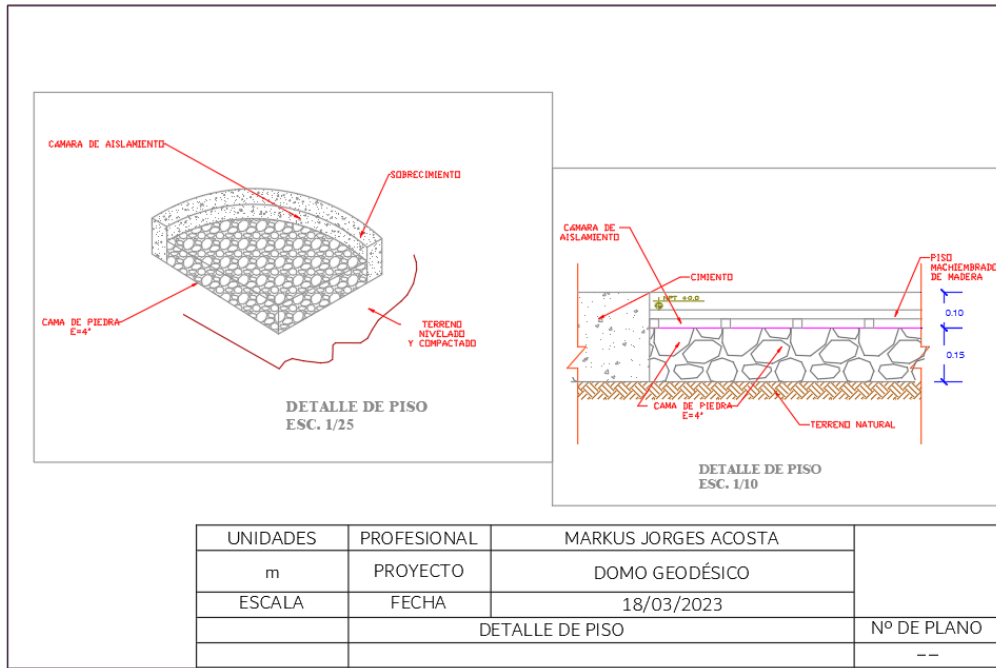 CAMARA DE AISLAMIENTO
SOBRECIMIENTO
CAMA DE PIEDRA
E=4"
TERRENO
NIVELADO
Y COMPACTADO
DETALLE DE PISO
ESC. 1/25
CAMARA DE
AISLAMIENTO
CIMIENTO
PISO
MACHIEMBRADO
DE MADERA
NPT ±0.0
0.10
0.15
CAMA DE PIEDRA
E=4"
TERRENO NATURAL
DETALLE DE PISO
ESC. 1/10
UNIDADES PROFESIONAL MARKUS JORGES ACOSTA
m PROYECTO DOMO GEODÉSICO
ESCALA FECHA 18/03/2023
DETALLE DE PISO Nº DE PLANO
--